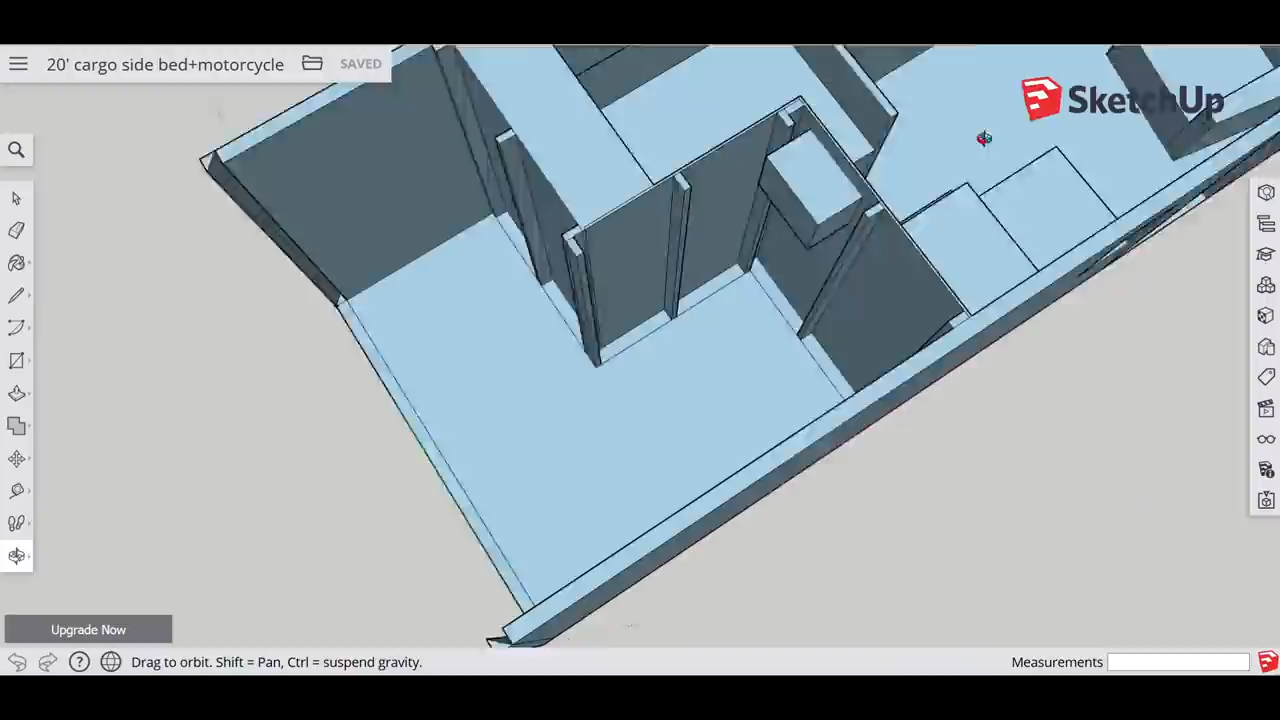 20' cargo side bed+motorcycle
SAVED
SketchUp
Upgrade Now
Drag to orbit. Shift = Pan, Ctrl = suspend gravity.
Measurements